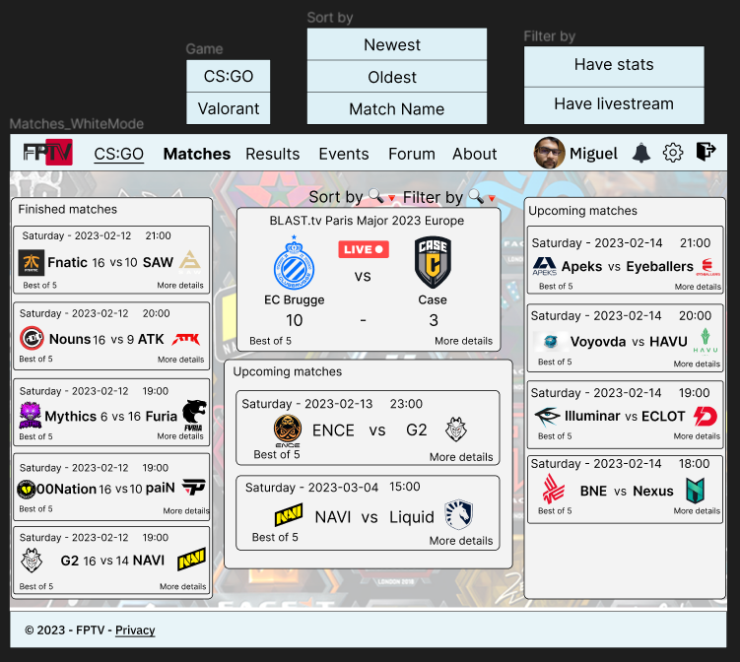 Sort by
Game
Newest
Filter by
CS:GO
Oldest
Have stats
Valorant
Match Name
Have livestream
Matches_WhiteMode
FPTV CS:GO Matches Results Events Forum About Miguel
Sort by Filter by
Finished matches
Saturday - 2023-02-12 21:00
FNATIC
Fnatic 16 vs 10 SAW
Best of 5 More details
Saturday - 2023-02-12 20:00
Nouns 16 vs 9 ATK ATK
Best of 5 More details
Saturday - 2023-02-12 19:00
Mythics 6 vs 16 Furia
FURIA
Best of 5 More details
Saturday - 2023-02-12 19:00
00Nation 16 vs 10 paiN
Best of 5 More details
Saturday - 2023-02-12 19:00
G2 16 vs 14 NAVI
Best of 5 More details
BLAST.tv Paris Major 2023 Europe
LIVE
CASE
vs
EC Brugge Case
10 - 3
Best of 5 More details
Upcoming matches
Saturday - 2023-02-13 23:00
ENCE vs G2
ENCE
Best of 5 More details
Saturday - 2023-03-04 15:00
NAVI vs Liquid
Best of 5 More details
Upcoming matches
Saturday - 2023-02-14 21:00
Apeks vs Eyeballers
APEKS
Best of 5 More details
Saturday - 2023-02-14 20:00
Voyovda vs HAVU
HAVU
Best of 5 More details
Saturday - 2023-02-14 19:00
Illuminar vs ECLOT
Best of 5 More details
Saturday - 2023-02-14 18:00
BNE vs Nexus
Best of 5 More details
LONDON 2018
FACEIT
© 2023 - FPTV - Privacy